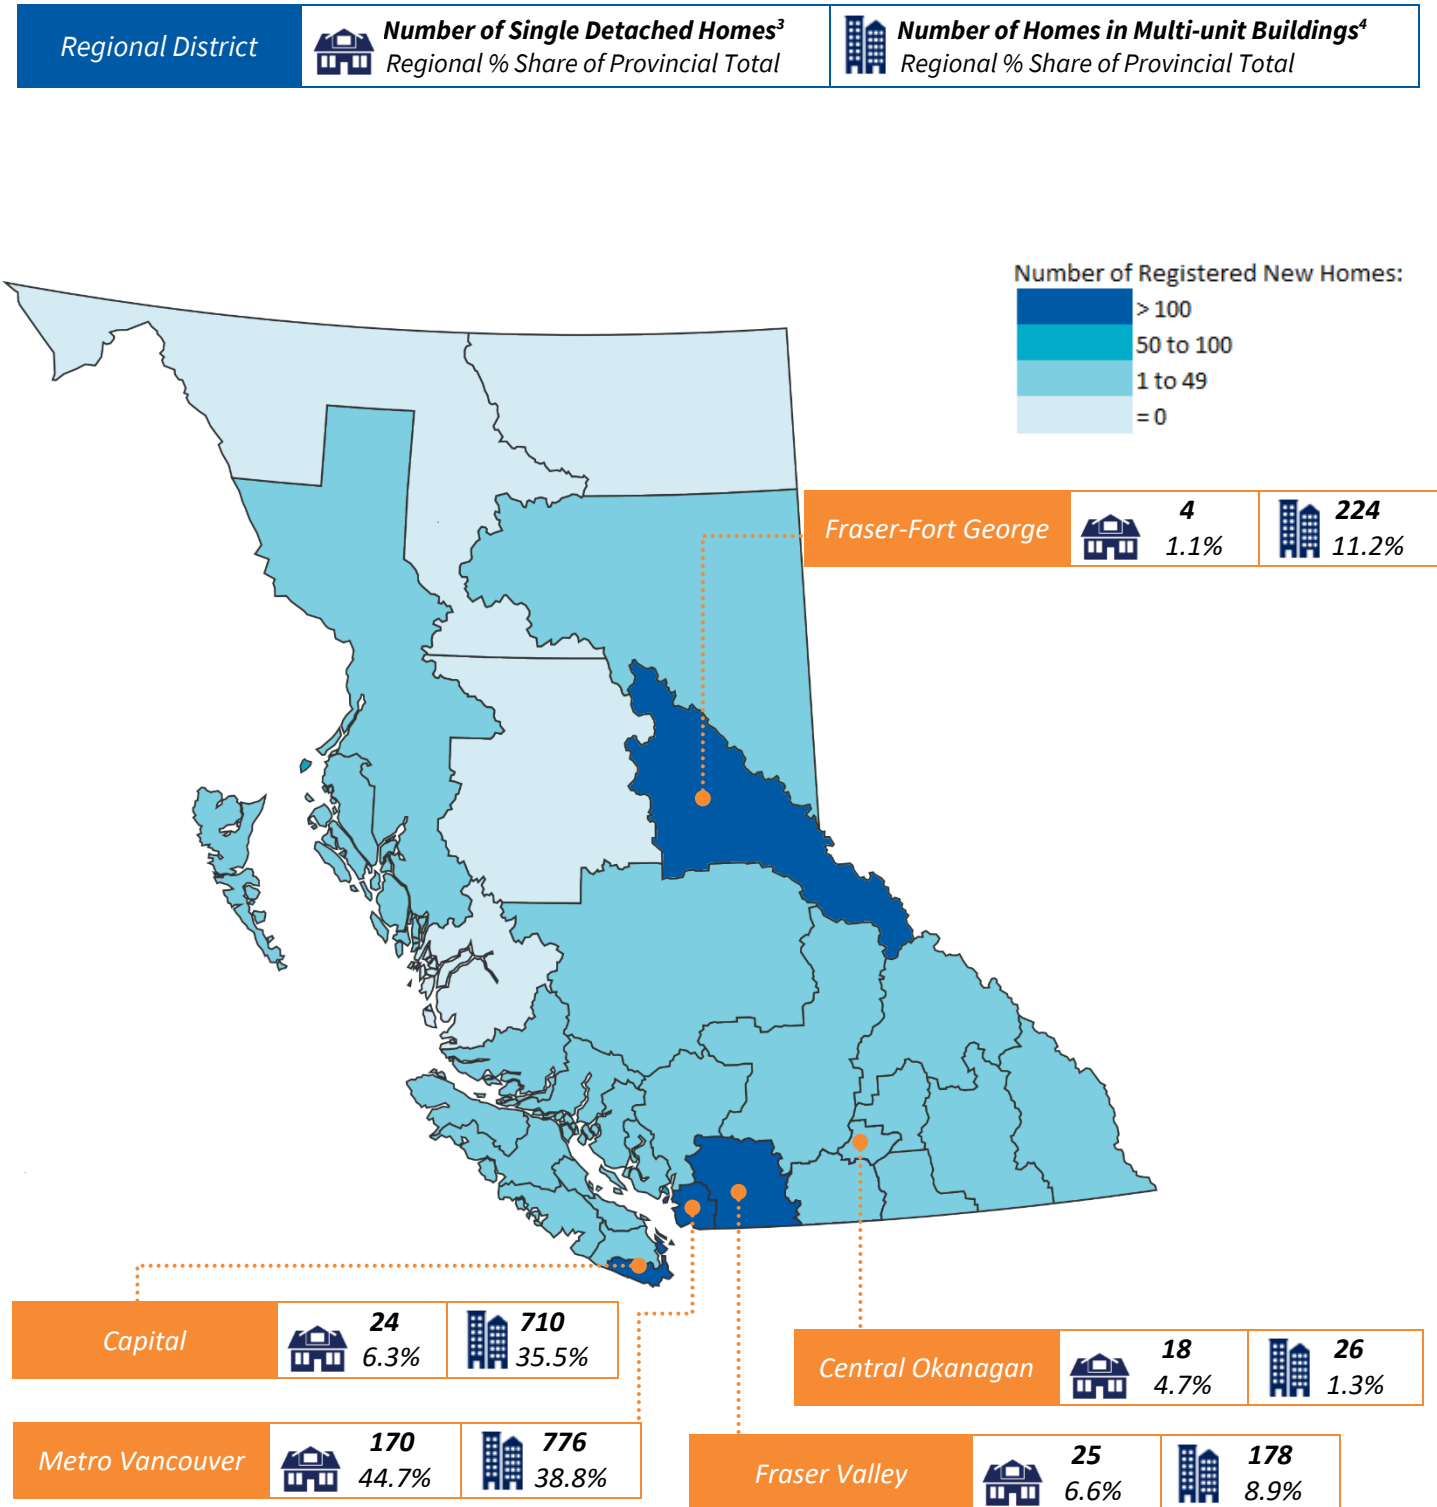 Regional District
Number of Single Detached Homes³
Regional % Share of Provincial Total
Number of Homes in Multi-unit Buildings⁴
Regional % Share of Provincial Total
Number of Registered New Homes:
> 100
50 to 100
1 to 49
= 0
Fraser-Fort George
4
1.1%
224
11.2%
Capital
24
6.3%
710
35.5%
Central Okanagan
18
4.7%
26
1.3%
Metro Vancouver
170
44.7%
776
38.8%
Fraser Valley
25
6.6%
178
8.9%